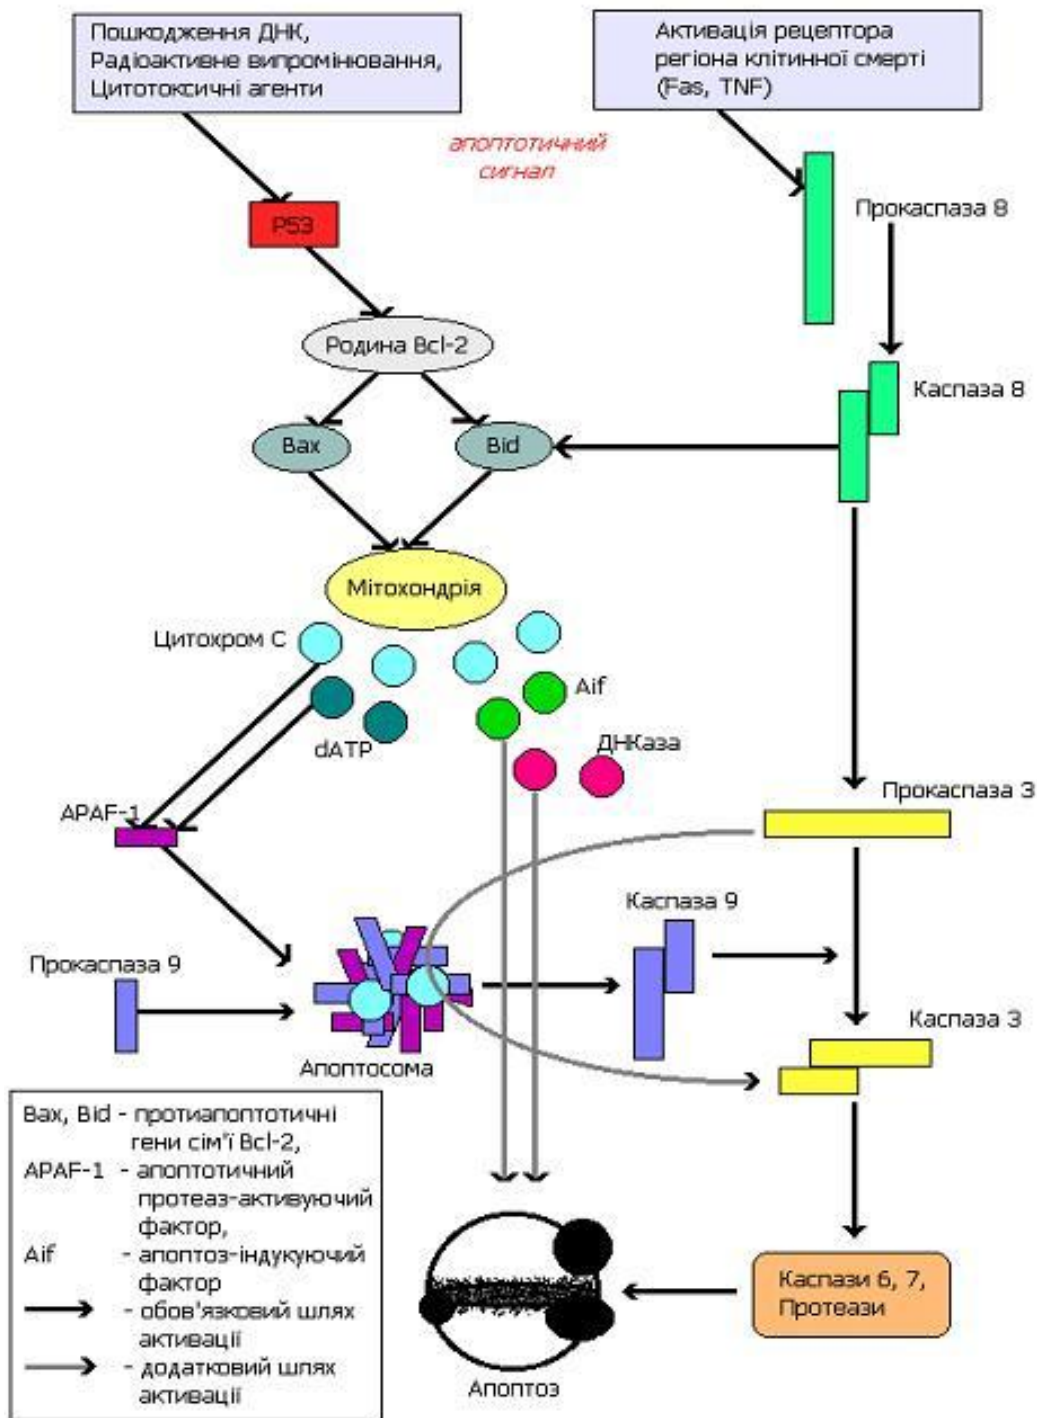 Пошкодження ДНК,
Радіоактивне випромінювання,
Цитотоксичні агенти
Активація рецептора
регіона клітинної смерті
(Fas, TNF)
апоптотичний
сигнал
P53
Прокаспаза 8
Родина Bcl-2
Каспаза 8
Bax
Bid
Мітохондрія
Цитохром С
Aif
dATP
ДНКаза
APAF-1
Прокаспаза 3
Каспаза 9
Прокаспаза 9
Каспаза 3
Апоптосома
Bax, Bid - протиапоптотичні
гени сім'ї Bcl-2,
APAF-1 - апоптотичний
протеаз-активуючий
фактор,
Aif - апоптоз-індукуючий
фактор
- обов'язковий шлях
активації
- додатковий шлях
активації
Каспази 6, 7,
Протеази
Апоптоз